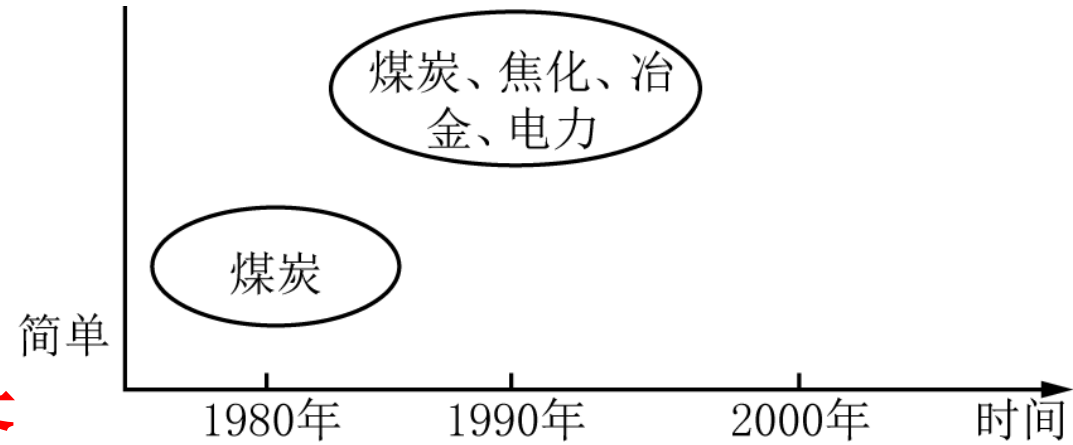 煤炭、焦化、冶
金、电力
煤炭
简单
1980年
1990年
2000年
时间